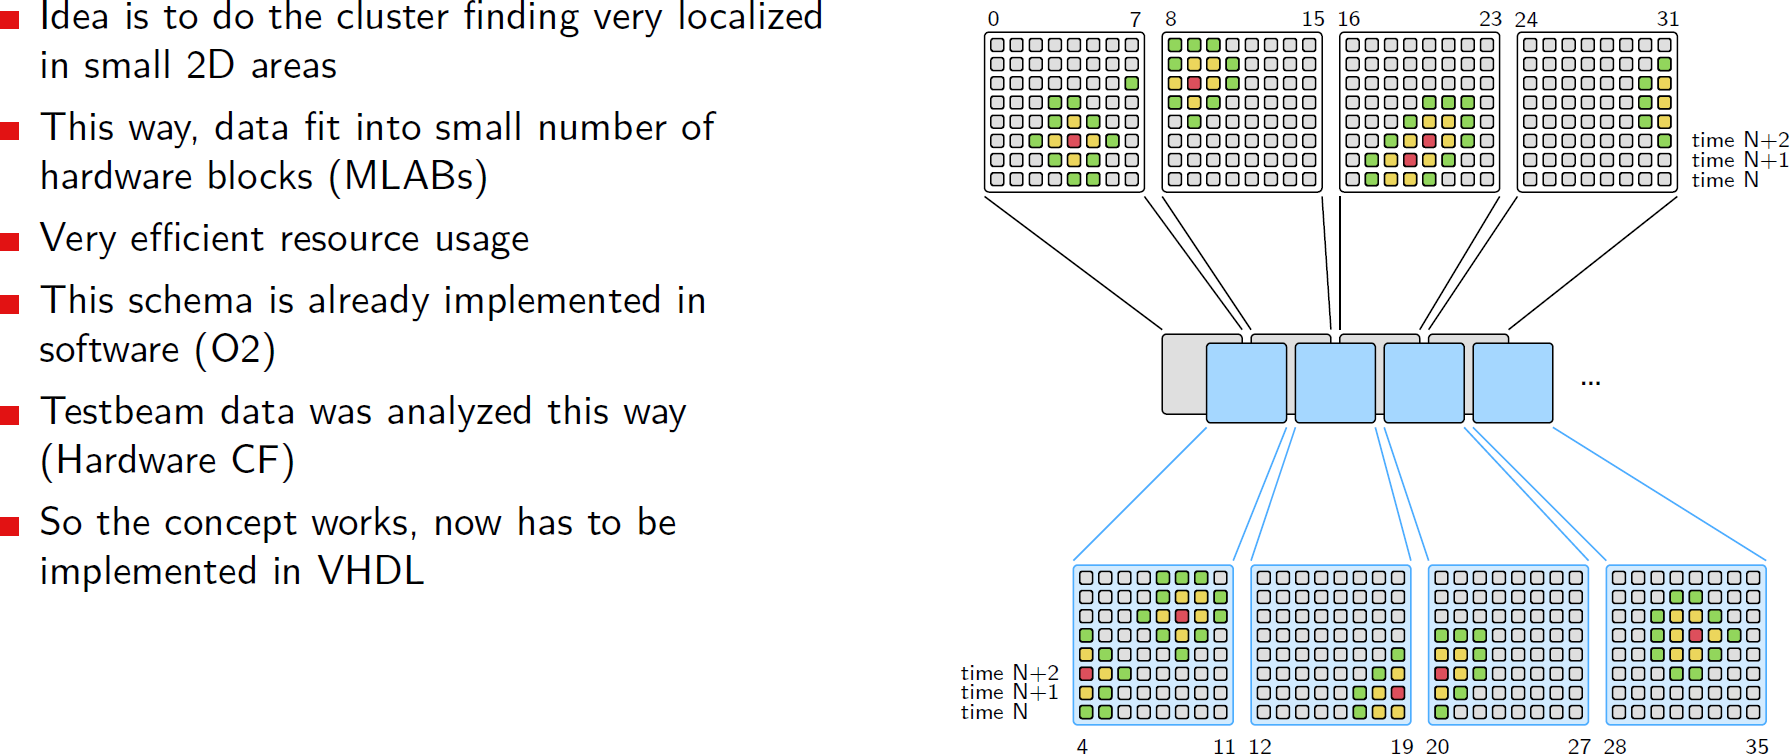 Idea is to do the cluster finding very localized
in small 2D areas
This way, data fit into small number of
hardware blocks (MLABs)
Very efficient resource usage
This schema is already implemented in
software (O2)
Testbeam data was analyzed this way
(Hardware CF)
So the concept works, now has to be
implemented in VHDL
0 7 8 15 16 23 24 31
time N+2
time N+1
time N
...
time N+2
time N+1
time N
4 11 12 19 20 27 28 35